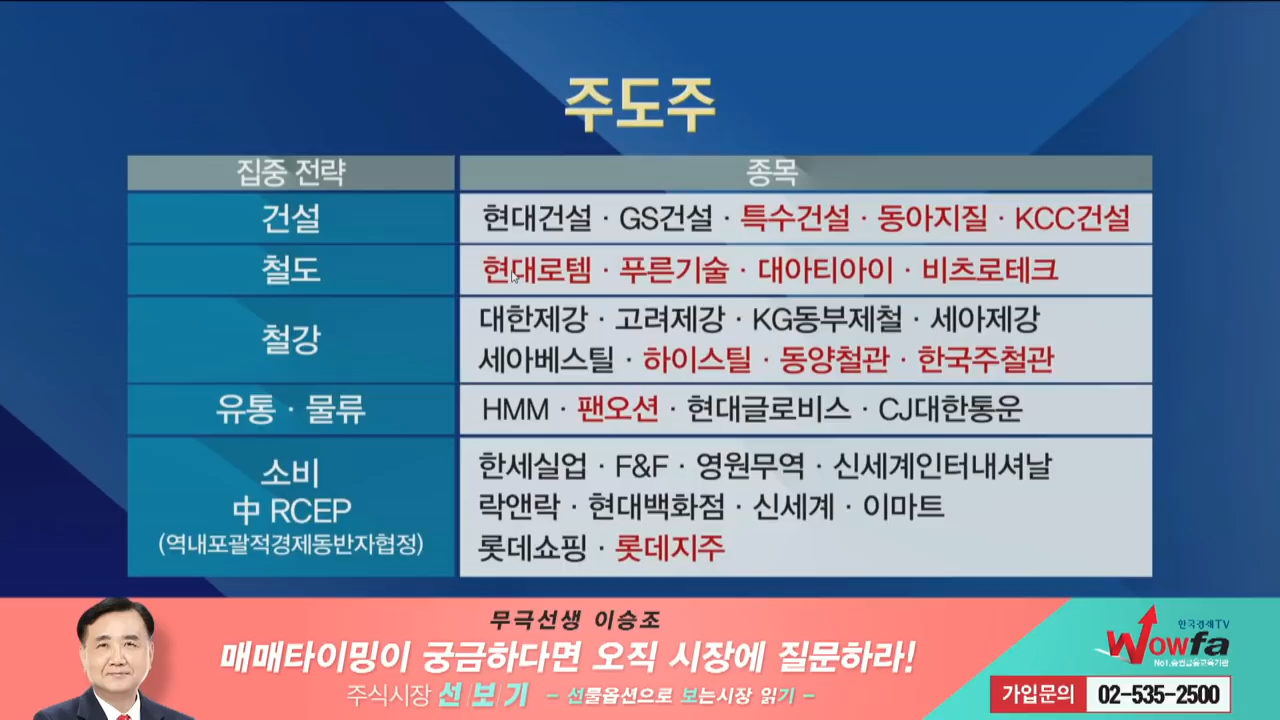 주도주
집중 전략
종목
건설
현대건설 · GS건설 · 특수건설 · 동아지질 · KCC건설
철도
현대로템 · 푸른기술 · 대아티아이 · 비츠로테크
철강
대한제강 · 고려제강 · KG동부제철 · 세아제강
세아베스틸 · 하이스틸 · 동양철관 · 한국주철관
유통 · 물류
HMM · 팬오션 · 현대글로비스 · CJ대한통운
소비
中 RCEP
(역내포괄적경제동반자협정)
한세실업 · F&F · 영원무역 · 신세계인터내셔날
락앤락 · 현대백화점 · 신세계 · 이마트
롯데쇼핑 · 롯데지주
무극선생 이승조
매매타이밍이 궁금하다면 오직 시장에 질문하라!
주식시장 선보기 - 선물옵션으로 보는시장 읽기 -
한국경제TV
Wowfa
No1.증권금융교육기관
가입문의 02-535-2500